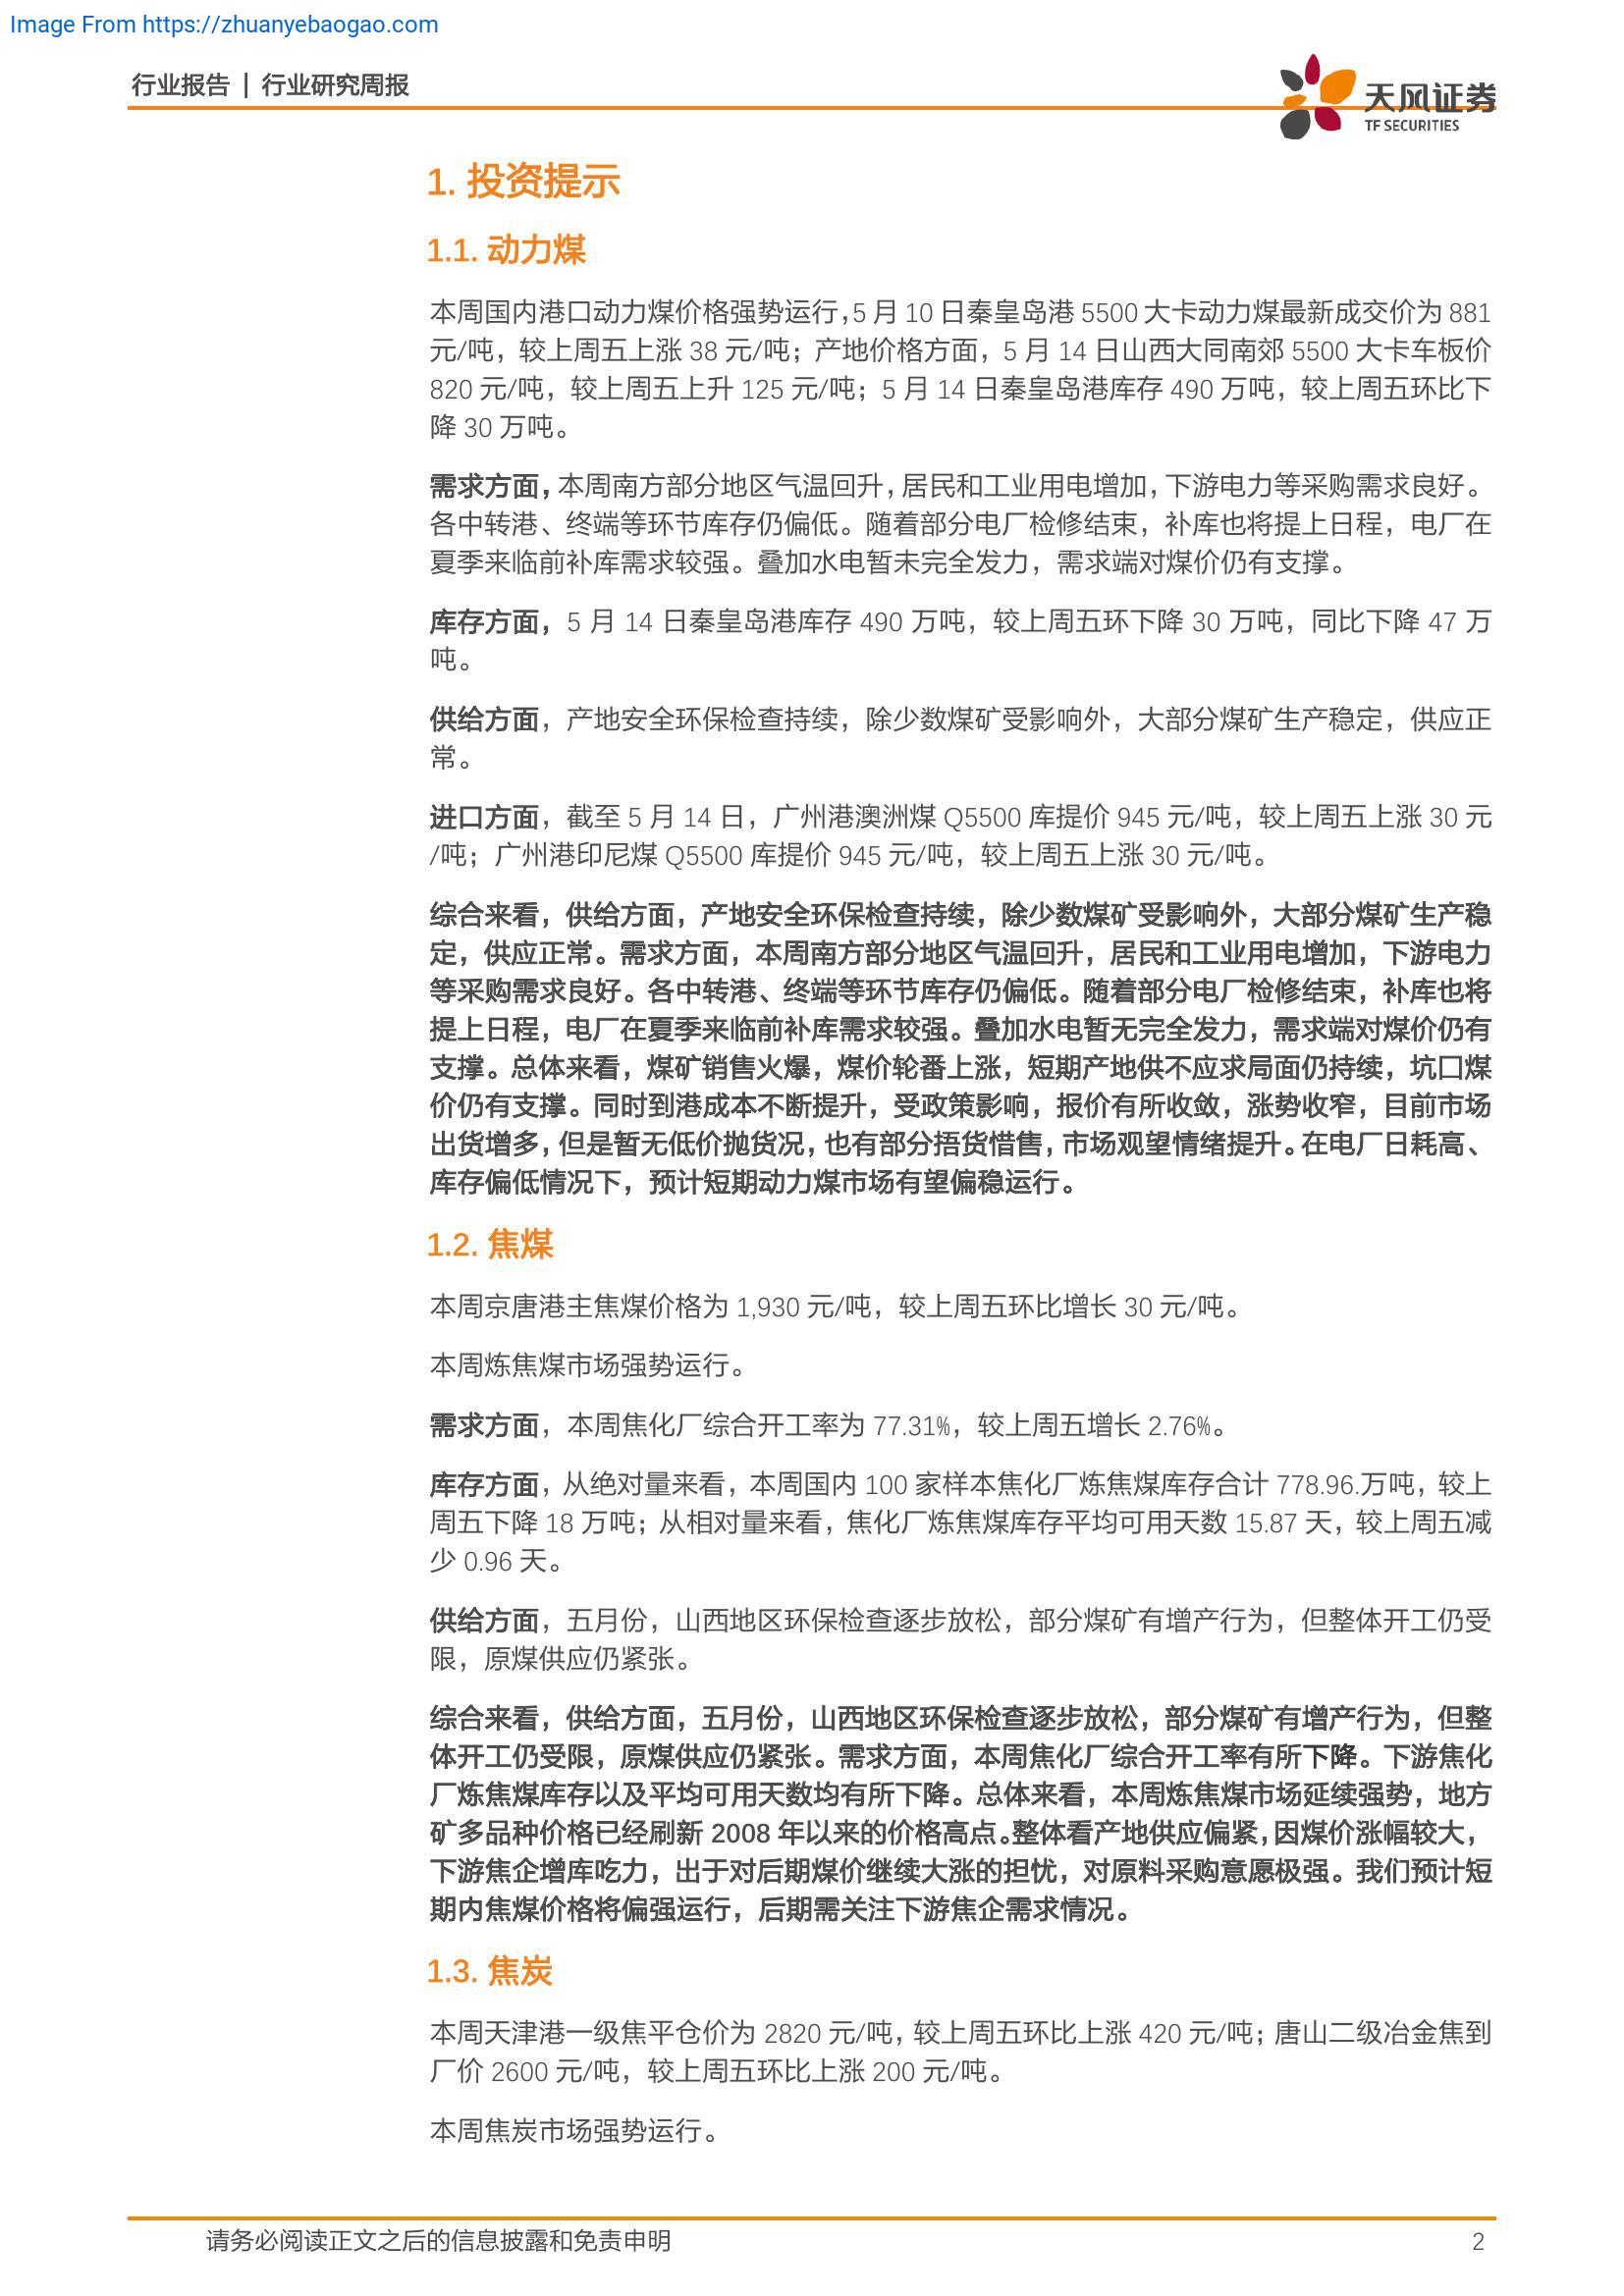 Image From https://zhuanyebaogao.com
行业报告 | 行业研究周报
天风证券
TF SECURITIES
1. 投资提示
1.1. 动力煤
本周国内港口动力煤价格强势运行，5 月 10 日秦皇岛港 5500 大卡动力煤最新成交价为 881
元/吨，较上周五上涨 38 元/吨；产地价格方面，5 月 14 日山西大同南郊 5500 大卡车板价
820 元/吨，较上周五上升 125 元/吨；5 月 14 日秦皇岛港库存 490 万吨，较上周五环比下
降 30 万吨。
需求方面，本周南方部分地区气温回升，居民和工业用电增加，下游电力等采购需求良好。
各中转港、终端等环节库存仍偏低。随着部分电厂检修结束，补库也将提上日程，电厂在
夏季来临前补库需求较强。叠加水电暂未完全发力，需求端对煤价仍有支撑。
库存方面，5 月 14 日秦皇岛港库存 490 万吨，较上周五环下降 30 万吨，同比下降 47 万
吨。
供给方面，产地安全环保检查持续，除少数煤矿受影响外，大部分煤矿生产稳定，供应正
常。
进口方面，截至 5 月 14 日，广州港澳洲煤 Q5500 库提价 945 元/吨，较上周五上涨 30 元
/吨；广州港印尼煤 Q5500 库提价 945 元/吨，较上周五上涨 30 元/吨。
综合来看，供给方面，产地安全环保检查持续，除少数煤矿受影响外，大部分煤矿生产稳
定，供应正常。需求方面，本周南方部分地区气温回升，居民和工业用电增加，下游电力
等采购需求良好。各中转港、终端等环节库存仍偏低。随着部分电厂检修结束，补库也将
提上日程，电厂在夏季来临前补库需求较强。叠加水电暂无完全发力，需求端对煤价仍有
支撑。总体来看，煤矿销售火爆，煤价轮番上涨，短期产地供不应求局面仍持续，坑口煤
价仍有支撑。同时到港成本不断提升，受政策影响，报价有所收敛，涨势收窄，目前市场
出货增多，但是暂无低价抛货况，也有部分捂货惜售，市场观望情绪提升。在电厂日耗高、
库存偏低情况下，预计短期动力煤市场有望偏稳运行。
1.2. 焦煤
本周京唐港主焦煤价格为 1,930 元/吨，较上周五环比增长 30 元/吨。
本周炼焦煤市场强势运行。
需求方面，本周焦化厂综合开工率为 77.31%，较上周五增长 2.76%。
库存方面，从绝对量来看，本周国内 100 家样本焦化厂炼焦煤库存合计 778.96.万吨，较上
周五下降 18 万吨；从相对量来看，焦化厂炼焦煤库存平均可用天数 15.87 天，较上周五减
少 0.96 天。
供给方面，五月份，山西地区环保检查逐步放松，部分煤矿有增产行为，但整体开工仍受
限，原煤供应仍紧张。
综合来看，供给方面，五月份，山西地区环保检查逐步放松，部分煤矿有增产行为，但整
体开工仍受限，原煤供应仍紧张。需求方面，本周焦化厂综合开工率有所下降。下游焦化
厂炼焦煤库存以及平均可用天数均有所下降。总体来看，本周炼焦煤市场延续强势，地方
矿多品种价格已经刷新 2008 年以来的价格高点。整体看产地供应偏紧，因煤价涨幅较大，
下游焦企增库吃力，出于对后期煤价继续大涨的担忧，对原料采购意愿极强。我们预计短
期内焦煤价格将偏强运行，后期需关注下游焦企需求情况。
1.3. 焦炭
本周天津港一级焦平仓价为 2820 元/吨，较上周五环比上涨 420 元/吨；唐山二级冶金焦到
厂价 2600 元/吨，较上周五环比上涨 200 元/吨。
本周焦炭市场强势运行。
请务必阅读正文之后的信息披露和免责申明
2